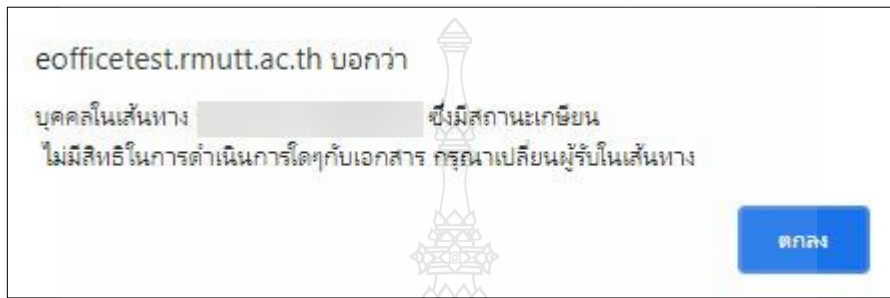 eofficetest.rmutt.ac.th บอกว่า
บุคคลในเส้นทาง ซึ่งมีสถานะเกษียน
ไม่มีสิทธิในการดำเนินการใดๆกับเอกสาร กรุณาเปลี่ยนผู้รับในเส้นทาง
ตกลง